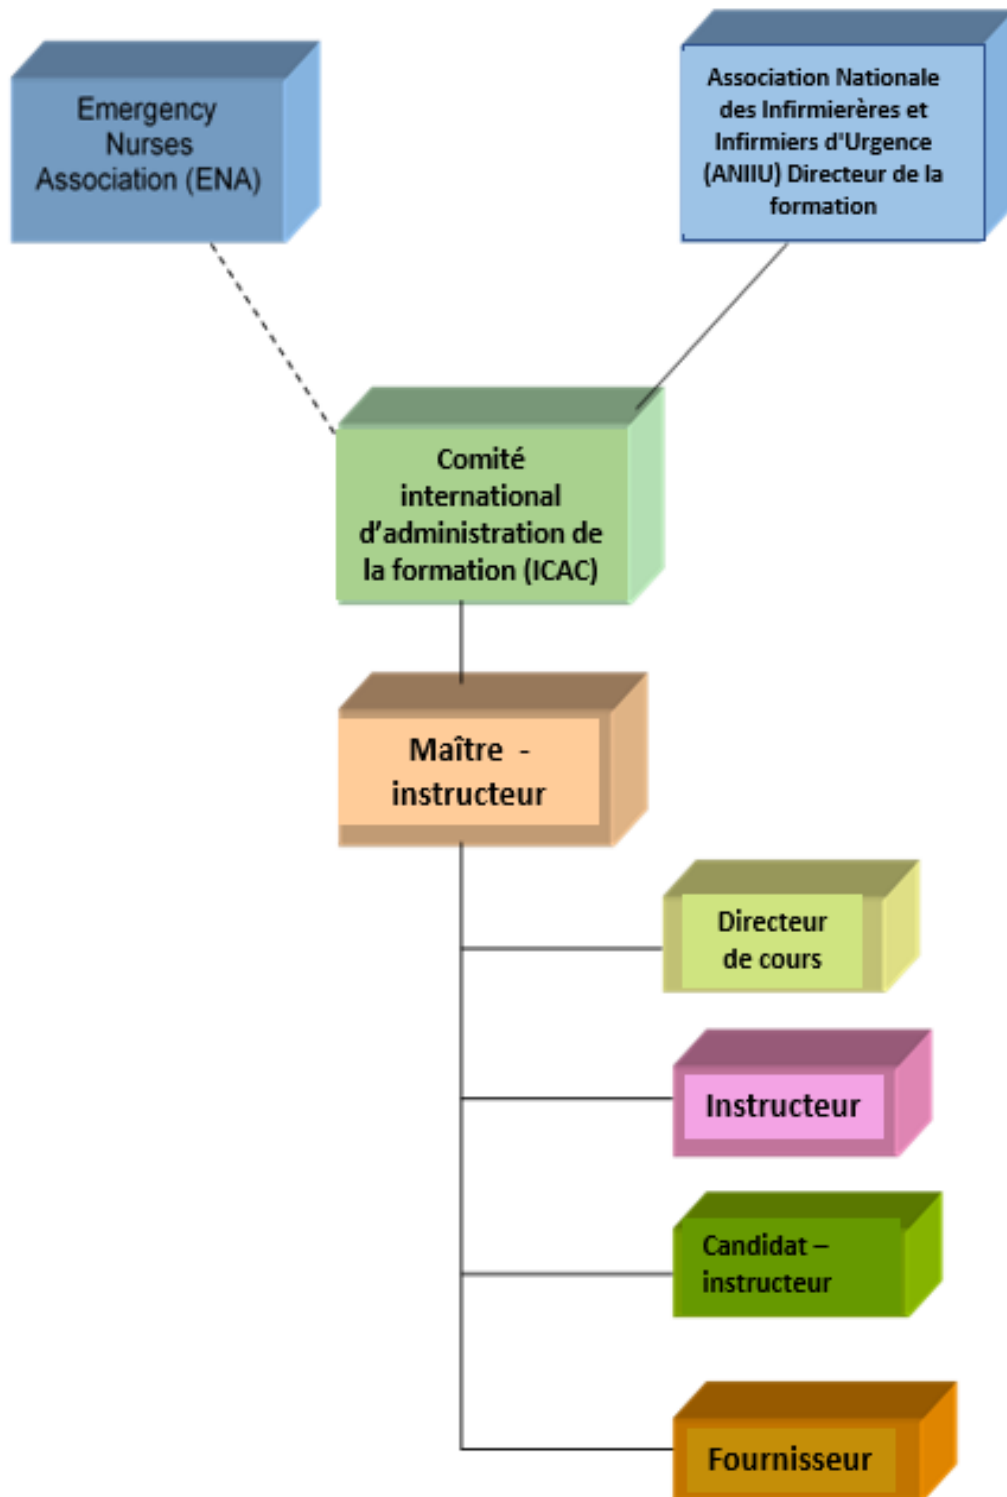 Emergency
Nurses
Association (ENA)
Association Nationale
des Infirmierères et
Infirmiers d'Urgence
(ANIIU) Directeur de la
formation
Comité
international
d’administration de
la formation (ICAC)
Maître -
instructeur
Directeur
de cours
Instructeur
Candidat –
instructeur
Fournisseur